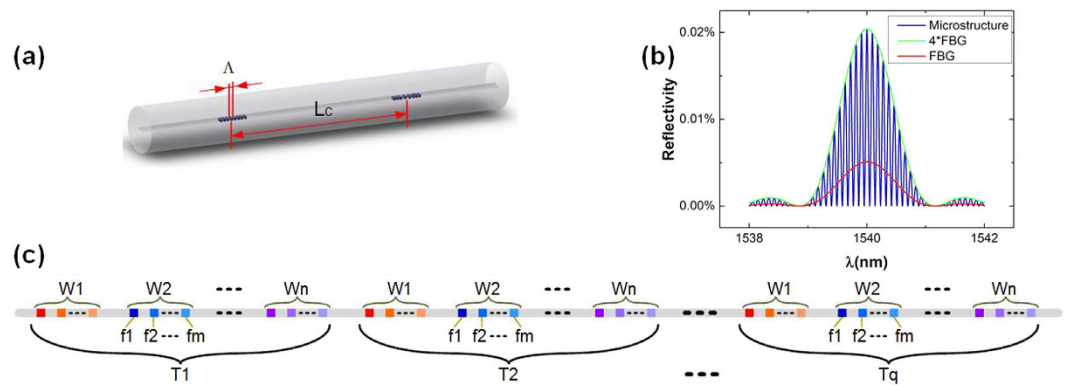 (a)
Λ
Lc
(b)
0.02%
0.01%
0.00%
Reflectivity
Microstructure
4*FBG
FBG
1538 1540 1542
λ(nm)
(c)
W1 W2 Wn W1 W2 Wn W1 W2 Wn
f1 f2 fm f1 f2 fm f1 f2 fm
T1 T2 Tq